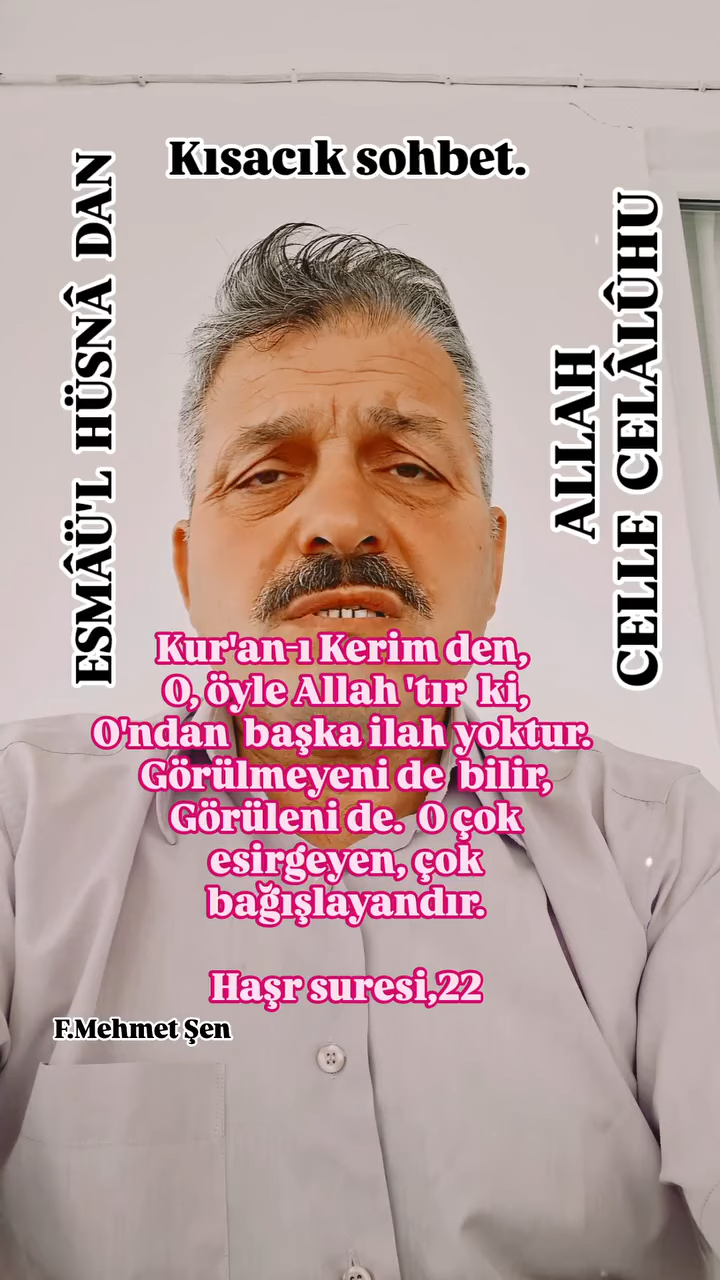 Kısacık sohbet.
ESMÂÜ'L HÜSNÂ DAN
ALLAH
CELLE CELÂLÛHU
Kur'an-ı Kerim den,
O, öyle Allah 'tır ki,
O'ndan başka ilah yoktur.
Görülmeyeni de bilir,
Görüleni de. O çok
esirgeyen, çok
bağışlayandır.
Haşr suresi,22
F.Mehmet Şen